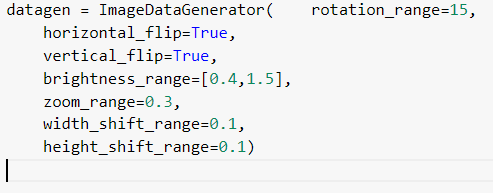 datagen = ImageDataGenerator(    rotation_range=15,
    horizontal_flip=True,
    vertical_flip=True,
    brightness_range=[0.4,1.5],
    zoom_range=0.3,
    width_shift_range=0.1,
    height_shift_range=0.1)